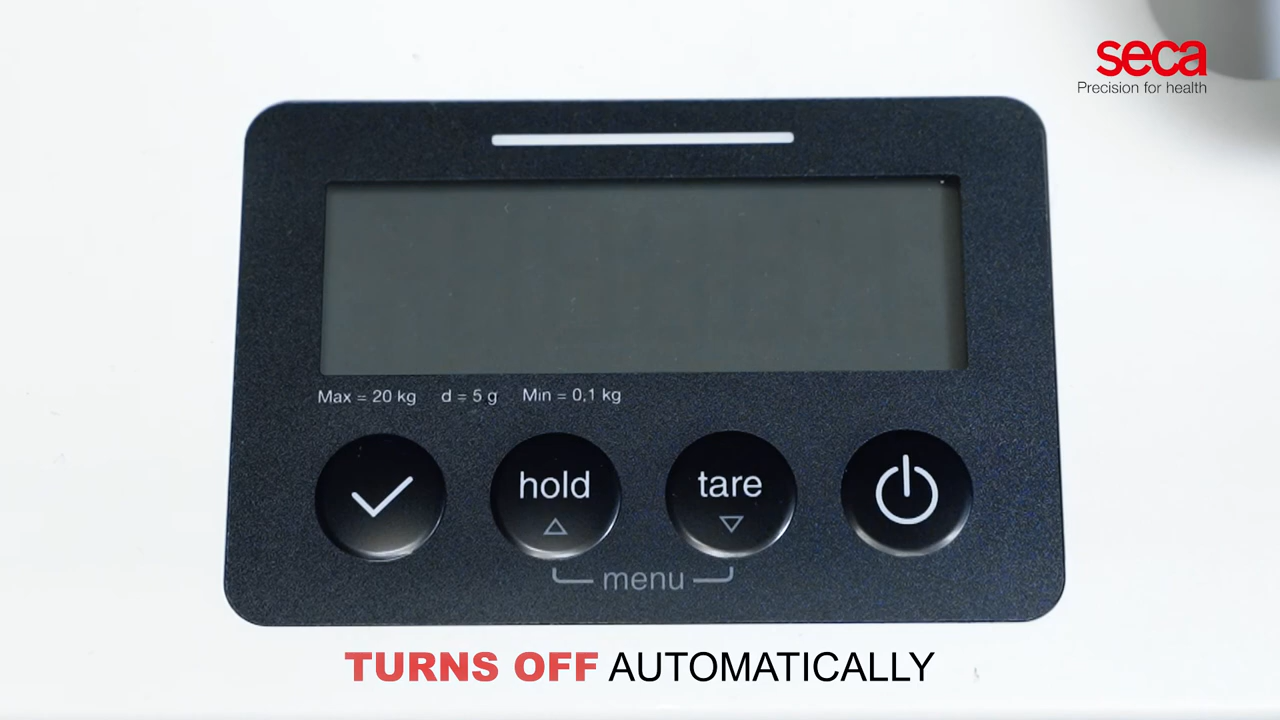 seca
Precision for health
Max = 20 kg d = 5 g Min = 0.1 kg
hold
tare
menu
TURNS OFF AUTOMATICALLY